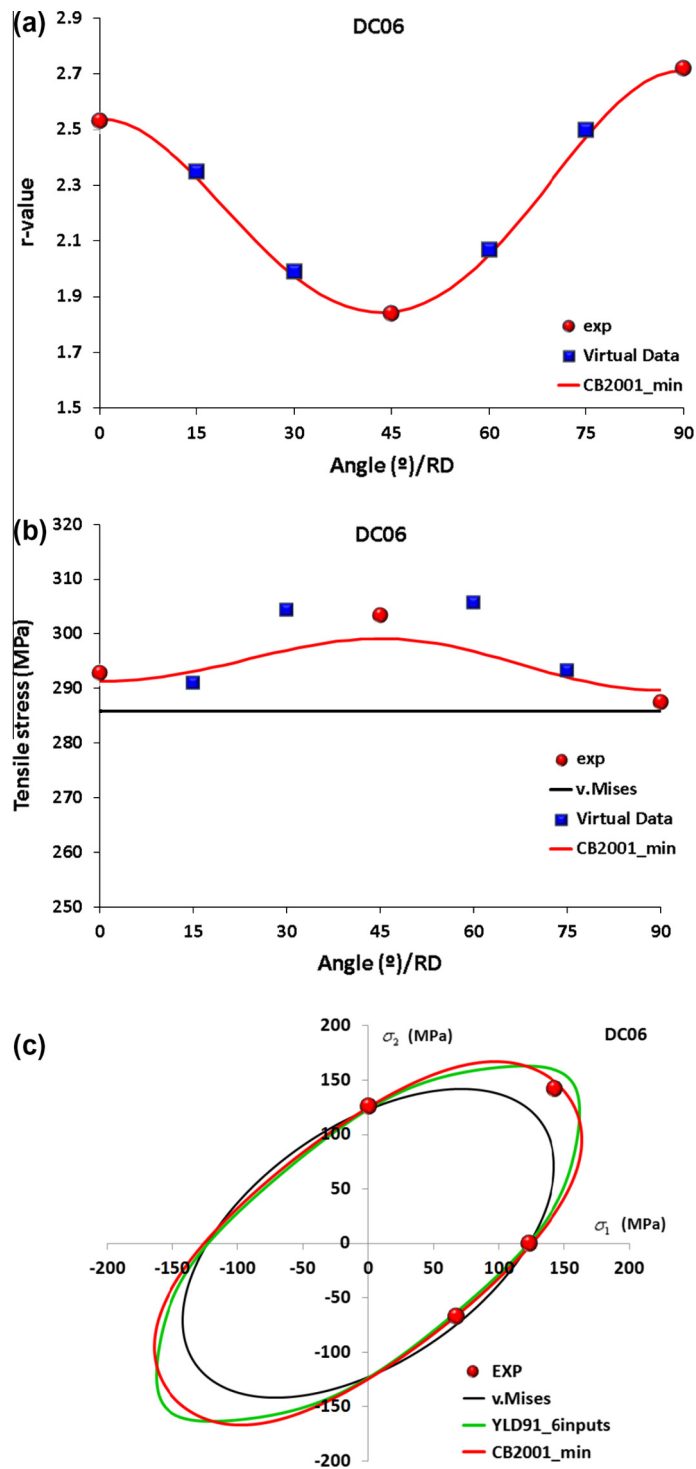 (a)
DC06
2.9
2.7
2.5
2.3
2.1
1.9
1.7
1.5
r-value
exp
Virtual Data
CB2001_min
0 15 30 45 60 75 90
Angle (º)/RD
(b)
DC06
320
310
300
290
280
270
260
250
Tensile stress (MPa)
exp
v.Mises
Virtual Data
CB2001_min
0 15 30 45 60 75 90
Angle (º)/RD
(c)
σ2 (MPa)
DC06
200
150
100
50
0
-50
-100
-150
-200
σ1 (MPa)
-200 -150 -100 -50 0 50 100 150 200
EXP
v.Mises
YLD91_6inputs
CB2001_min